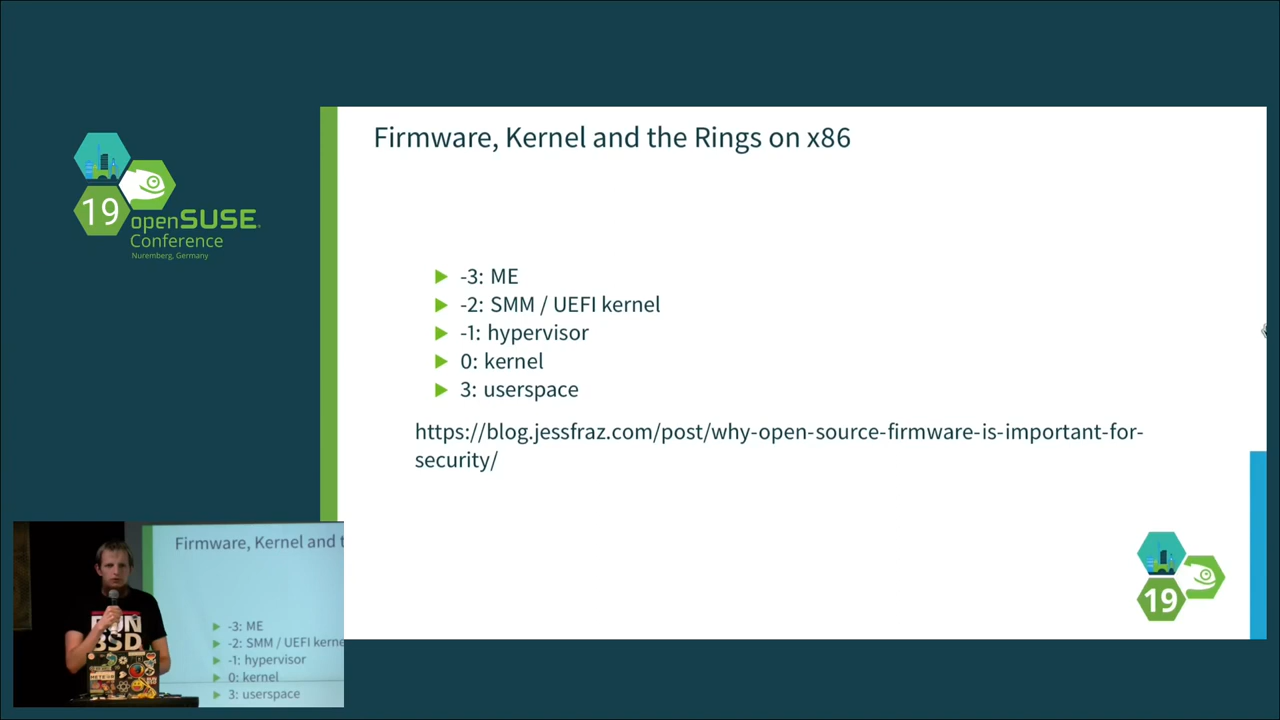 Firmware, Kernel and the Rings on x86
19
openSUSE
Conference
Nuremberg, Germany
-3: ME
-2: SMM / UEFI kernel
-1: hypervisor
0: kernel
3: userspace
https://blog.jessfraz.com/post/why-open-source-firmware-is-important-for-
security/
19
Firmware, Kernel and t
-3: ME
-2: SMM / UEFI kerne
-1: hypervisor
0: kernel
3: userspace
RUN
BSD